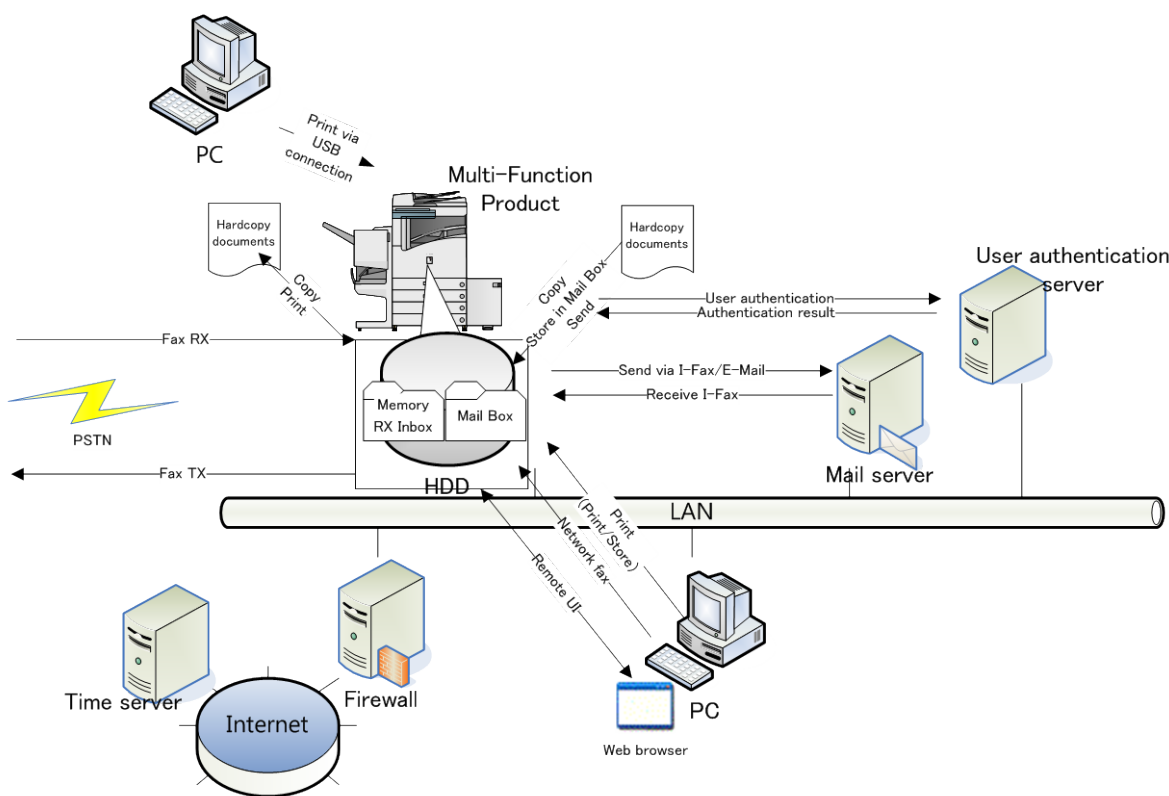 PC
Print via
USB
connection
Multi-Function
Product
Hardcopy
documents
Hardcopy
documents
Copy
Print
Copy
Store in Mail Box
Send
User authentication
server
User authentication
Authentication result
Fax RX
Send via I-Fax/E-Mail
Receive I-Fax
Memory
RX Inbox
Mail Box
PSTN
Fax TX
HDD
Mail server
LAN
Print
(Print/Store)
Network fax
Remote UI
Time server
Firewall
Internet
PC
Web browser